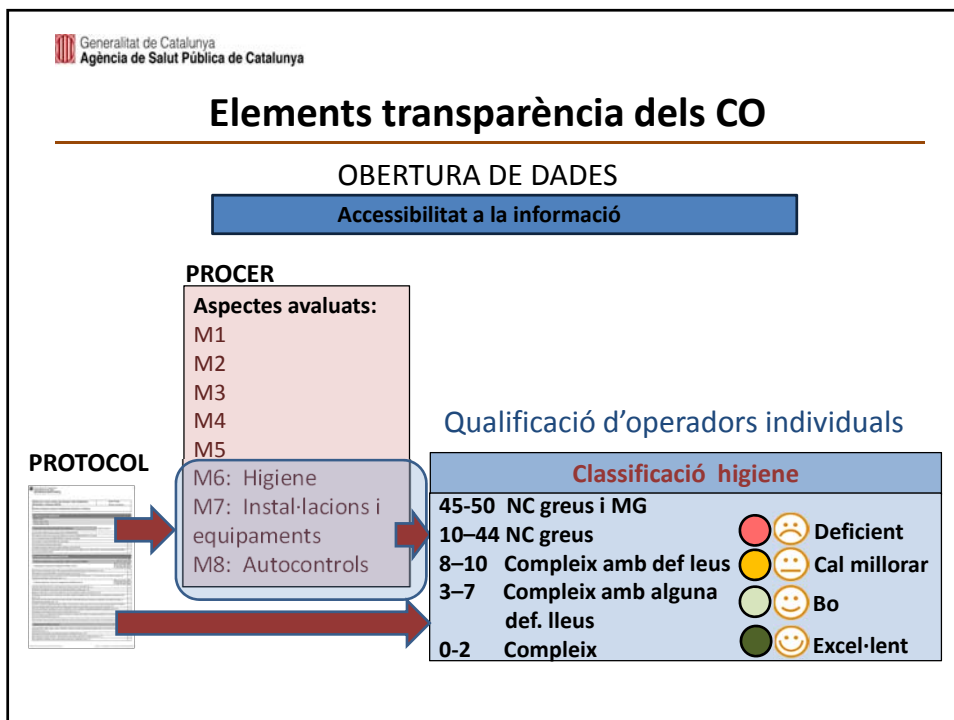 Generalitat de Catalunya
Agència de Salut Pública de Catalunya
Elements transparència dels CO
OBERTURA DE DADES
Accessibilitat a la informació
PROCER
Aspectes avaluats:
M1
M2
M3
M4
M5
M6: Higiene
M7: Instal·lacions i
equipaments
M8: Autocontrols
PROTOCOL
Qualificació d'operadors individuals
Classificació higiene
45-50 NC greus i MG
10–44 NC greus
8–10 Compleix amb def leus
3–7 Compleix amb alguna
def. lleus
0-2 Compleix
Deficient
Cal millorar
Bo
Excel·lent